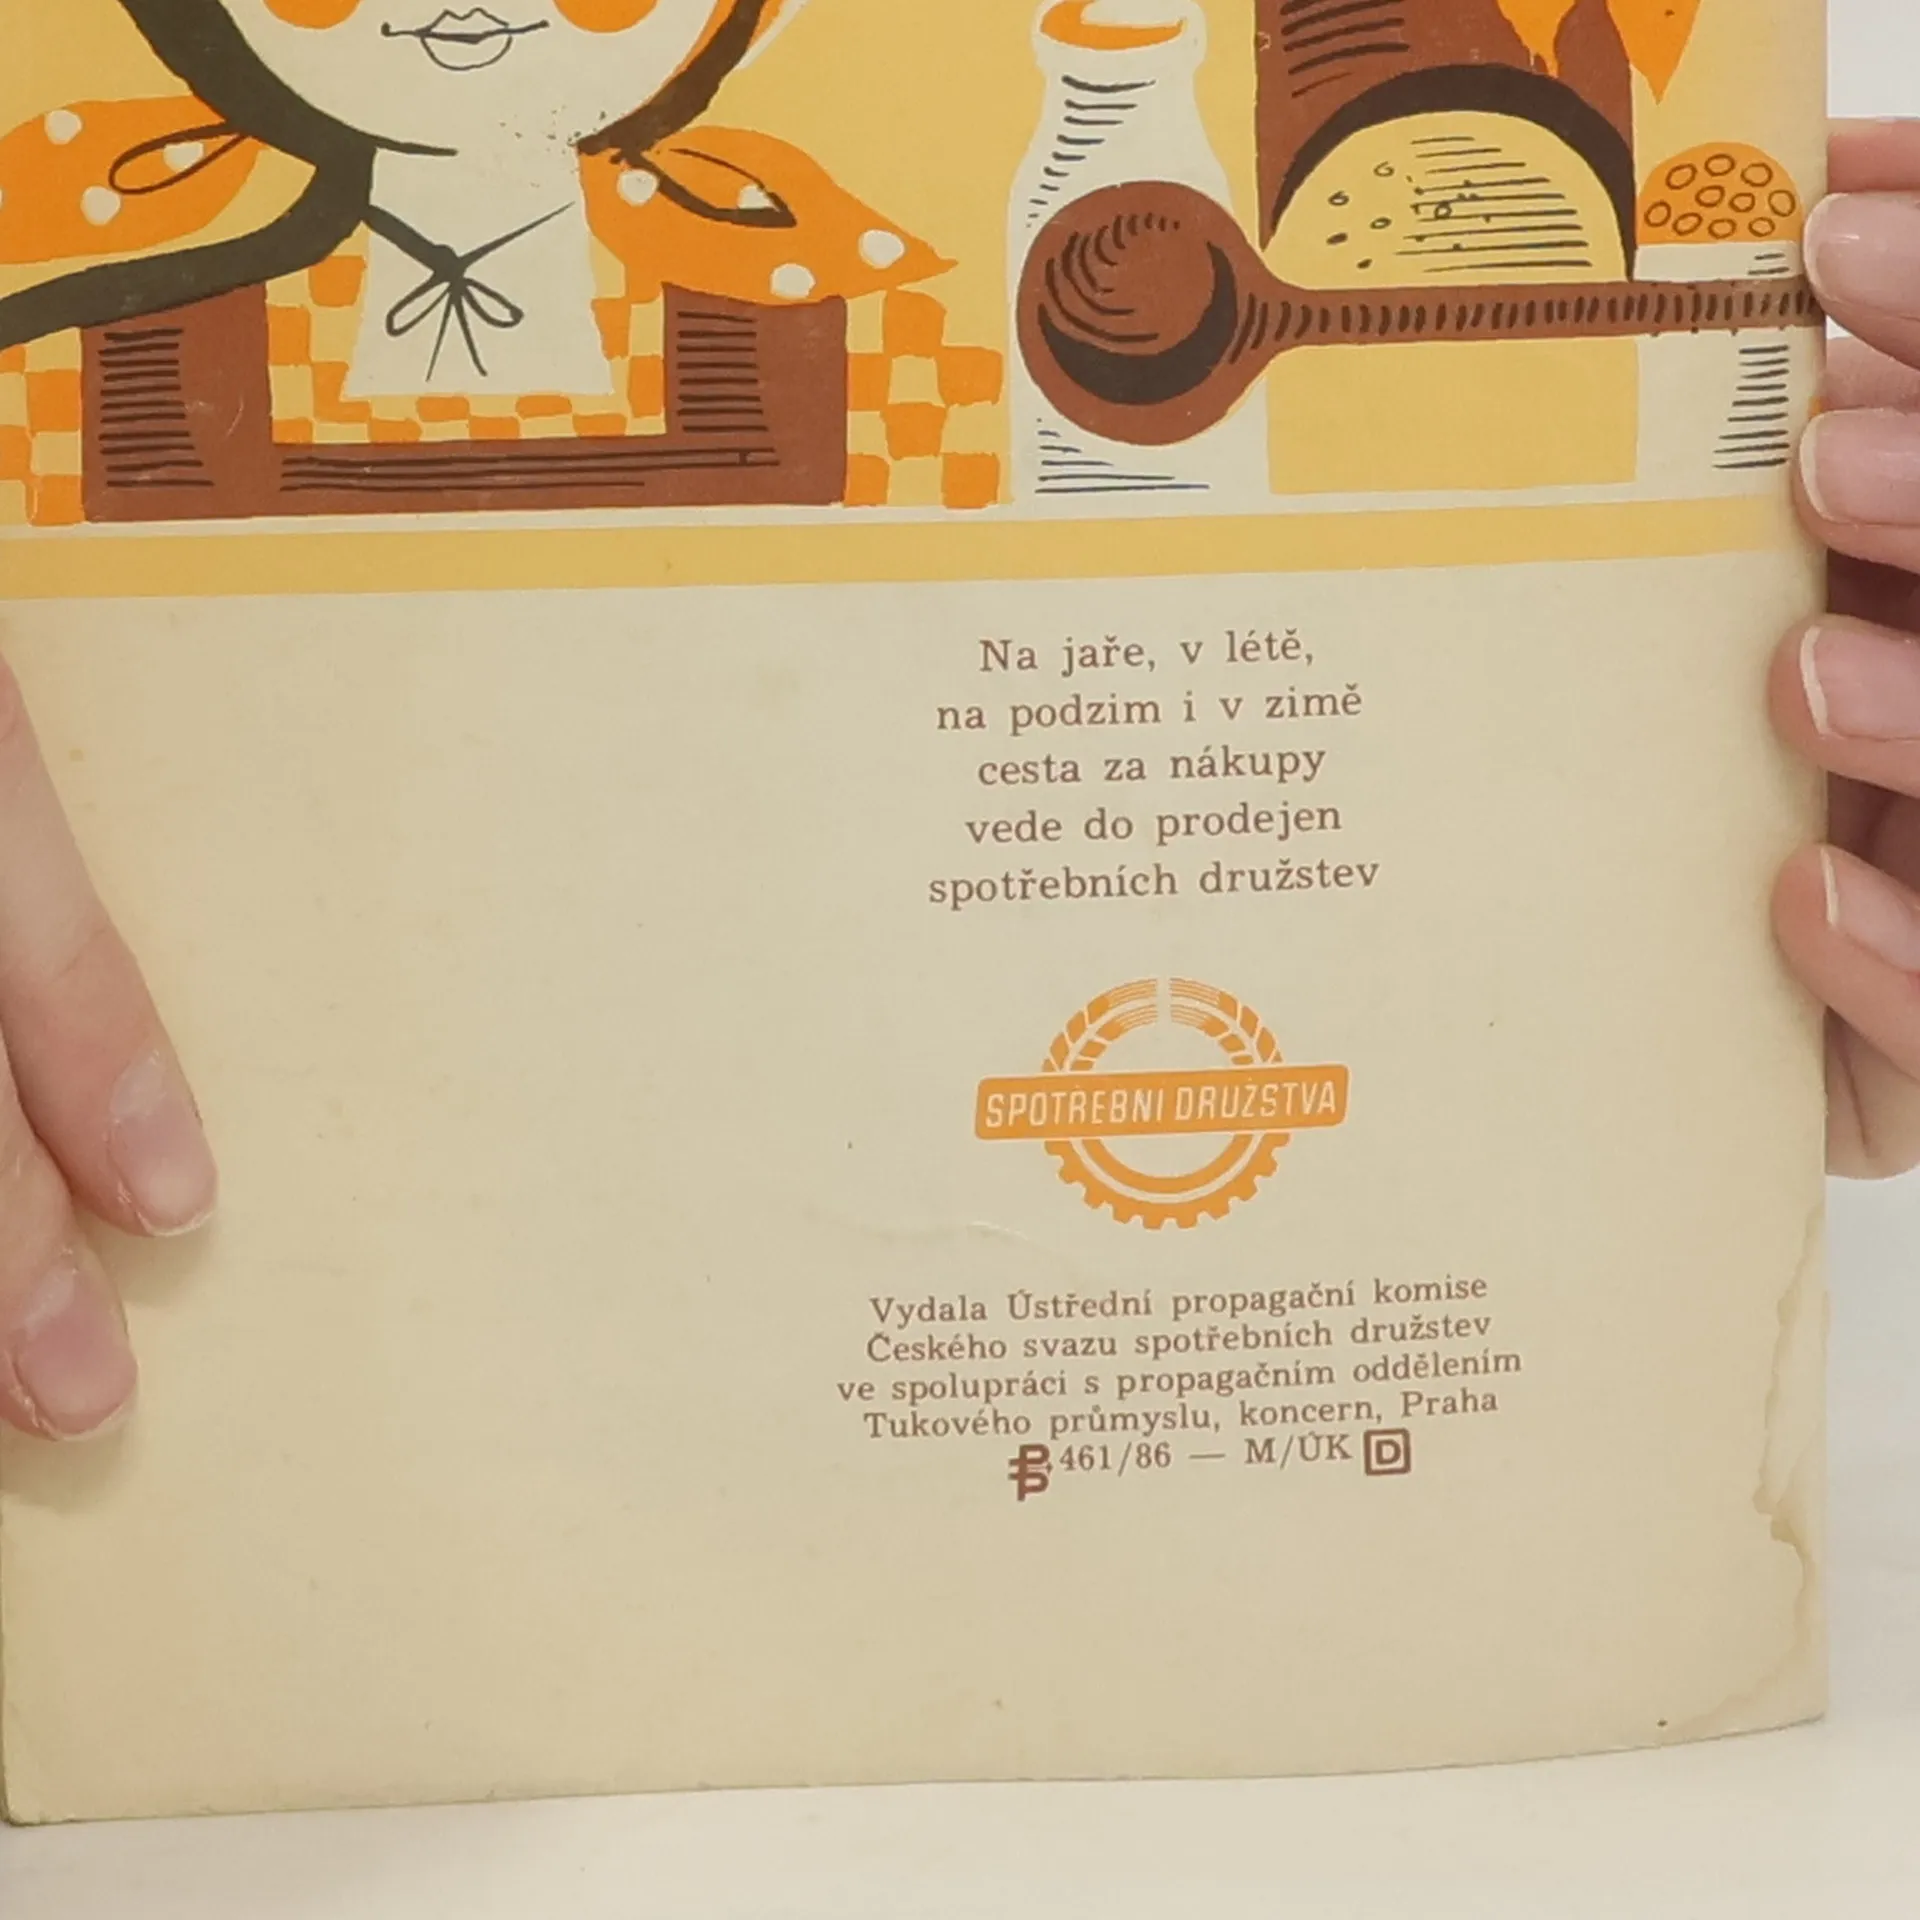 Na jaře, v létě,
na podzim i v zimě
cesta za nákupy
vede do prodejen
spotřebních družstev
SPOTŘEBNÍ DRUŽSTVA
Vydala Ústřední propagační komise
Českého svazu spotřebních družstev
ve spolupráci s propagačním oddělením
Tukového průmyslu, koncern, Praha
461/86 — M/ÚK D